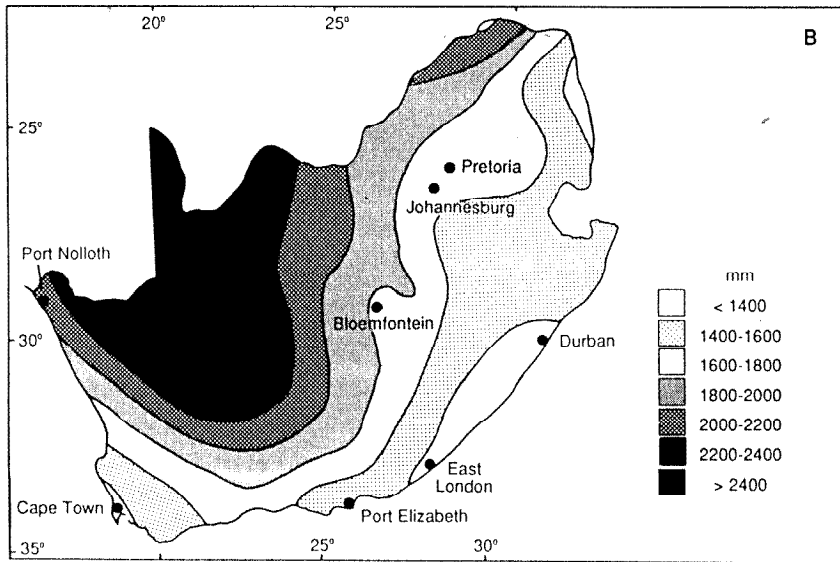 20° 25° 30°
B
25°
Pretoria
Johannesburg
Port Nolloth
mm
< 1400
Bloemfontein
1400-1600
30°
Durban
1600-1800
1800-2000
2000-2200
2200-2400
East
London
> 2400
Cape Town
Port Elizabeth
35°
25° 30°